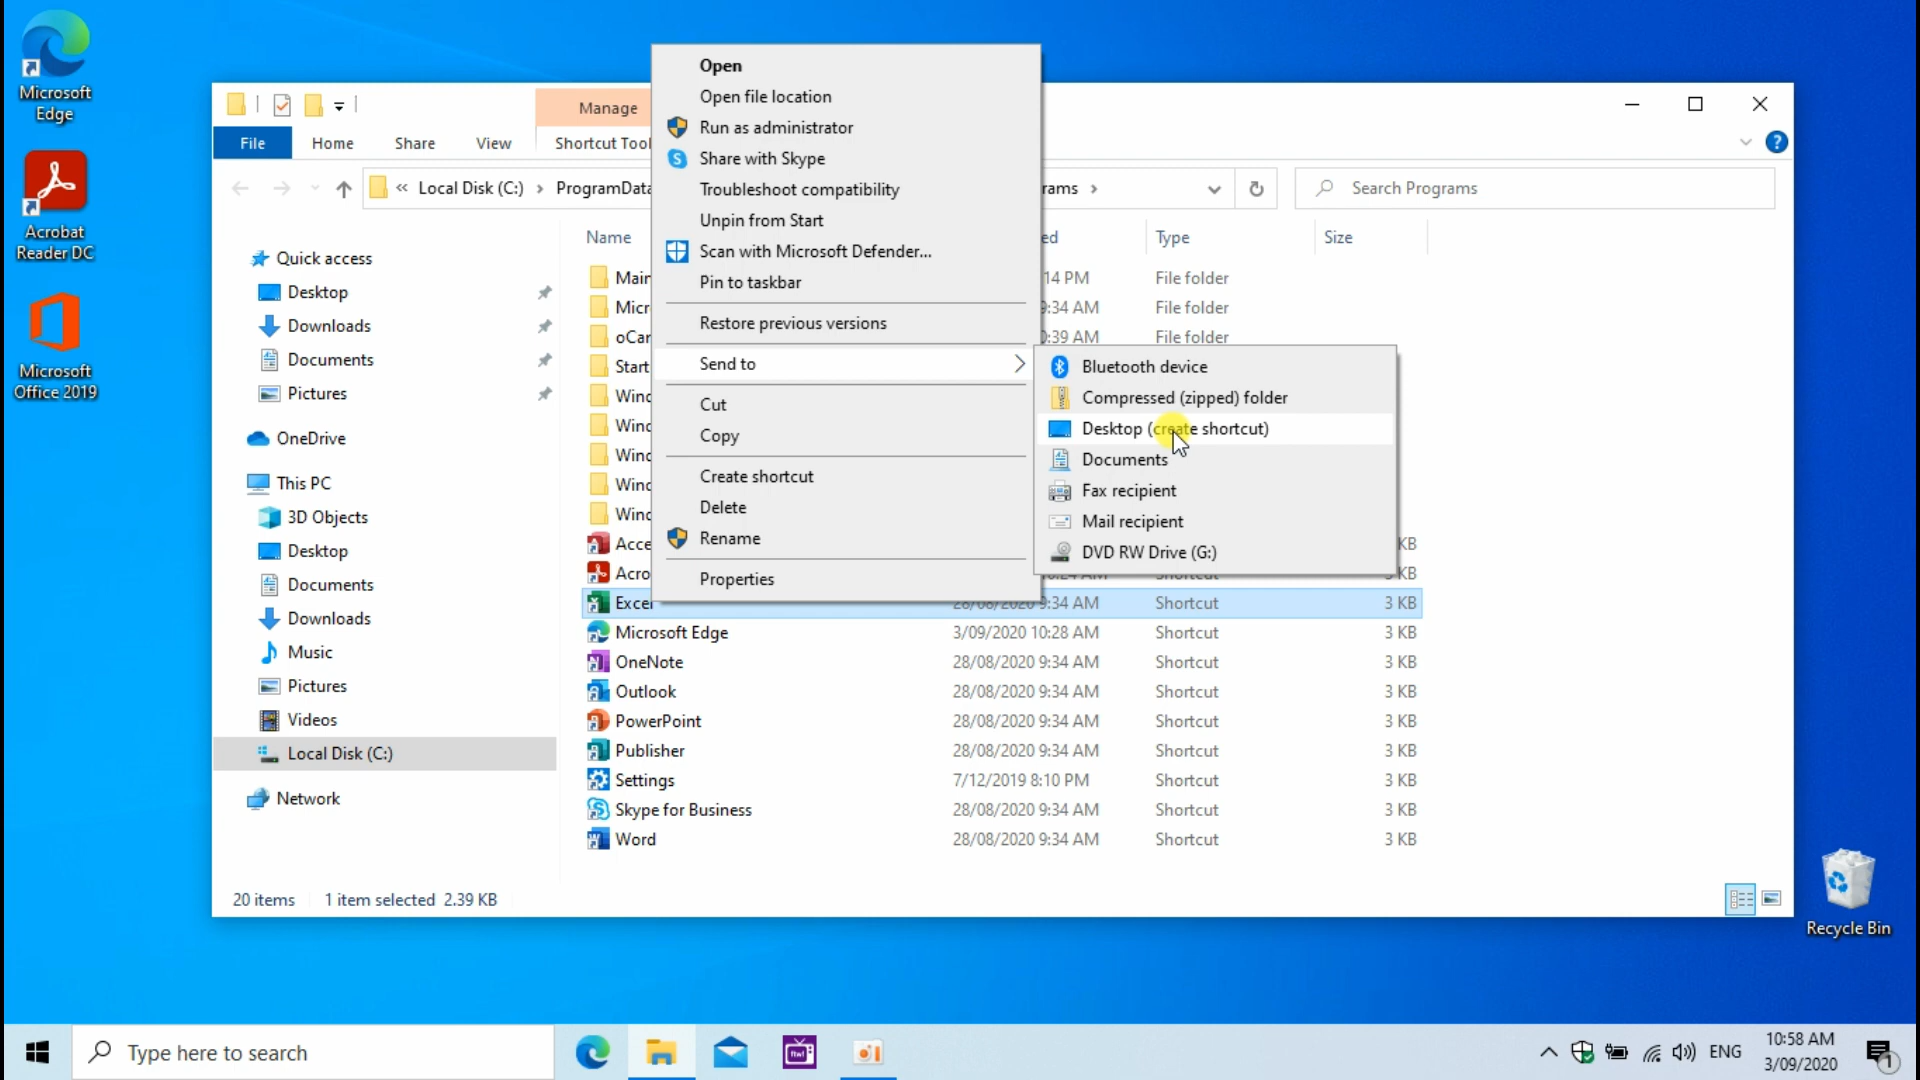 Microsoft
Edge
Acrobat
Reader DC
Microsoft
Office 2019
Manage
File
Home
Share
View
Shortcut Tool
« Local Disk (C:) › ProgramData
rams ›
Search Programs
Name
ed
Type
Size
Quick access
Desktop
Downloads
Documents
Pictures
OneDrive
This PC
3D Objects
Desktop
Documents
Downloads
Music
Pictures
Videos
Local Disk (C:)
Network
Main
14 PM File folder
Micr
9:34 AM File folder
oCar
0:39 AM File folder
Start
Wind
Wind
Wind
Wind
Wind
Acce
KB
Acro
Shortcut
KB
Excel 28/08/2020 9:34 AM Shortcut 3 KB
Microsoft Edge 3/09/2020 10:28 AM Shortcut 3 KB
OneNote 28/08/2020 9:34 AM Shortcut 3 KB
Outlook 28/08/2020 9:34 AM Shortcut 3 KB
PowerPoint 28/08/2020 9:34 AM Shortcut 3 KB
Publisher 28/08/2020 9:34 AM Shortcut 3 KB
Settings 7/12/2019 8:10 PM Shortcut 3 KB
Skype for Business 28/08/2020 9:34 AM Shortcut 3 KB
Word 28/08/2020 9:34 AM Shortcut 3 KB
20 items
1 item selected 2.39 KB
Open
Open file location
Run as administrator
Share with Skype
Troubleshoot compatibility
Unpin from Start
Scan with Microsoft Defender...
Pin to taskbar
Restore previous versions
Send to
Cut
Copy
Create shortcut
Delete
Rename
Properties
Bluetooth device
Compressed (zipped) folder
Desktop (create shortcut)
Documents
Fax recipient
Mail recipient
DVD RW Drive (G:)
Recycle Bin
Type here to search
ENG
10:58 AM
3/09/2020
1